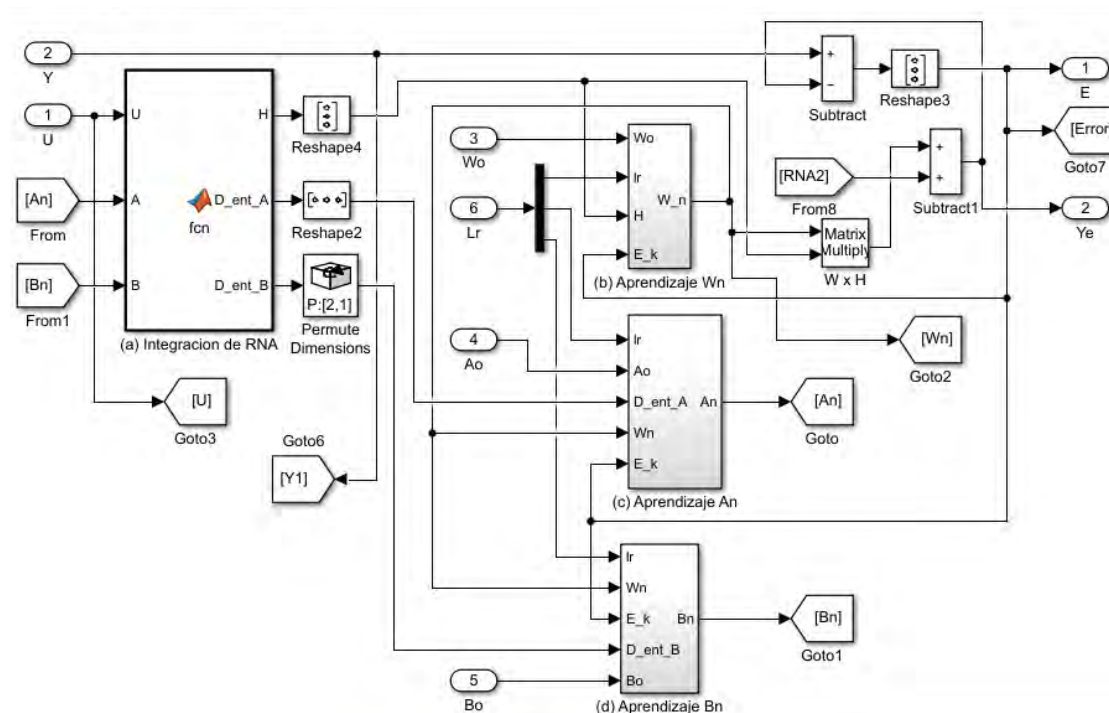 2
Y
1
U
[An]
From
[Bn]
From1
U
A
B
fcn
H
D_ent_A
D_ent_B
(a) Integracion de RNA
Reshape4
Reshape2
P:[2,1]
Permute
Dimensions
[U]
Goto3
Goto6
[Y1]
3
Wo
6
Lr
4
Ao
5
Bo
Wo
lr
H
E_k
W_n
(b) Aprendizaje Wn
lr
Ao
D_ent_A
Wn
E_k
An
(c) Aprendizaje An
lr
Wn
E_k
D_ent_B
Bo
Bn
(d) Aprendizaje Bn
+
−
Subtract
Reshape3
[RNA2]
From8
+
+
Subtract1
Matrix
Multiply
W x H
1
E
[Error]
Goto7
2
Ye
[Wn]
Goto2
[An]
Goto
[Bn]
Goto1